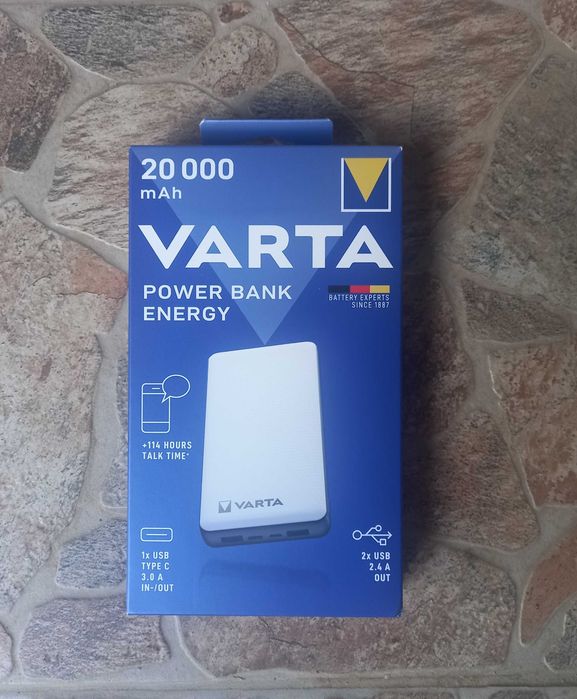 20 000
mAh
VARTA
POWER BANK
ENERGY
BATTERY EXPERTS
SINCE 1887
+114 HOURS
TALK TIME*
VARTA
1x USB
TYPE C
3.0 A
IN-/OUT
2x USB
2.4 A
OUT